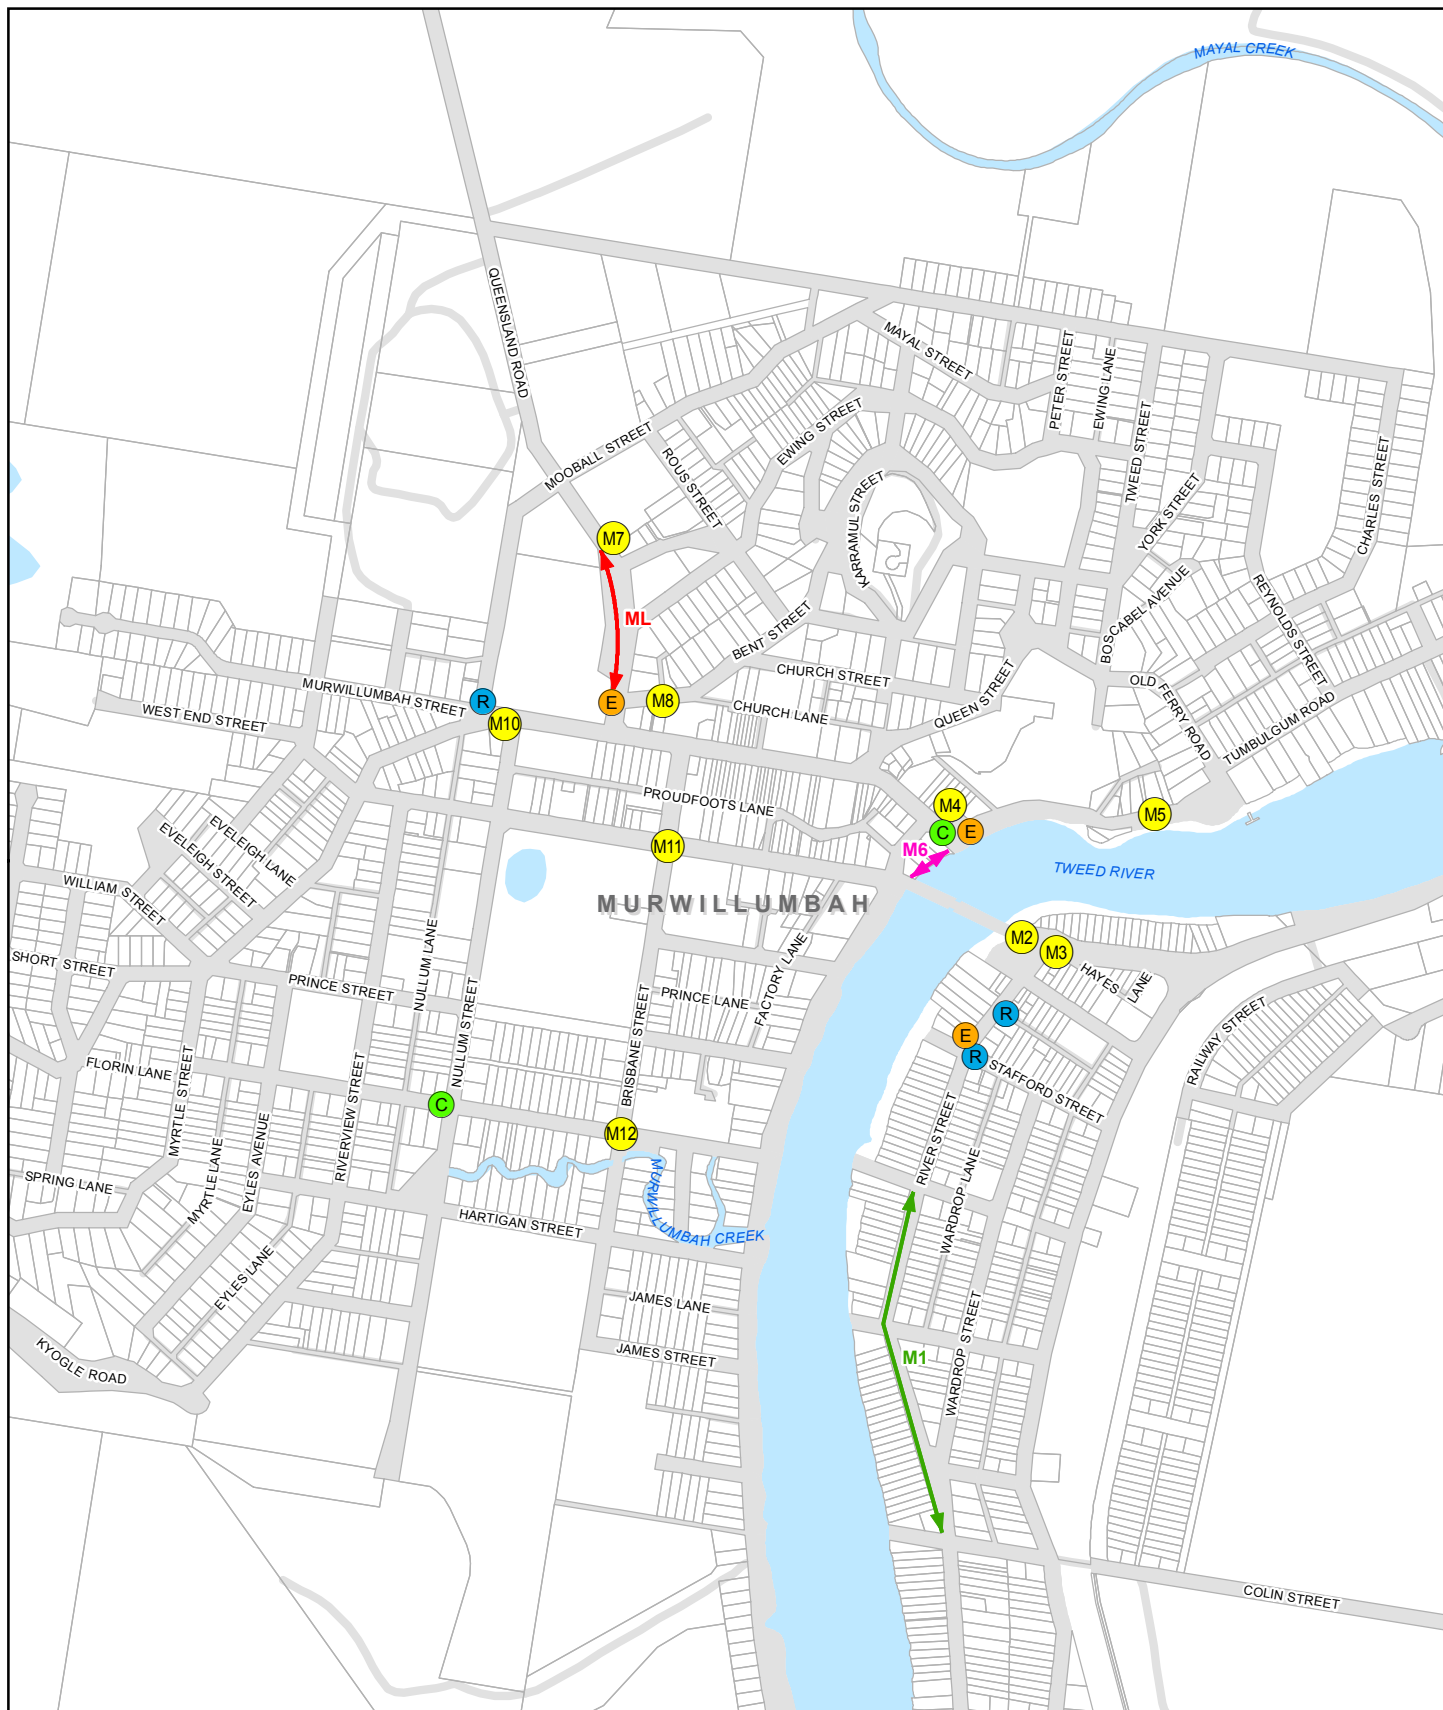 MAYAL CREEK
QUEENSLAND ROAD
MAYAL STREET
PETER STREET
EWING LANE
TWEED STREET
MOOBALL STREET
EWING STREET
ROUS STREET
KARRAMUL STREET
YORK STREET
CHARLES STREET
M7
BOSCABEL AVENUE
REYNOLDS STREET
ML
BENT STREET
CHURCH STREET
QUEEN STREET
OLD FERRY ROAD
TUMBULGUM ROAD
MURWILLUMBAH STREET
WEST END STREET
R
M10
E
M8
CHURCH LANE
PROUDFOOTS LANE
M4
C
E
M5
EVELEIGH LANE
EVELEIGH STREET
M11
M6
TWEED RIVER
WILLIAM STREET
MURWILLUMBAH
SHORT STREET
PRINCE STREET
NULLUM LANE
NULLUM STREET
FACTORY LANE
PRINCE LANE
M2
M3
HAYES LANE
R
E
R
STAFFORD STREET
RAILWAY STREET
FLORIN LANE
MYRTLE STREET
RIVERVIEW STREET
BRISBANE STREET
C
M12
SPRING LANE
MYRTLE LANE
EYLES AVENUE
RIVER STREET
WARDROP LANE
HARTIGAN STREET
MURWILLUMBAH CREEK
EYLES LANE
JAMES LANE
JAMES STREET
KYOGLE ROAD
M1
WARDROP STREET
COLIN STREET